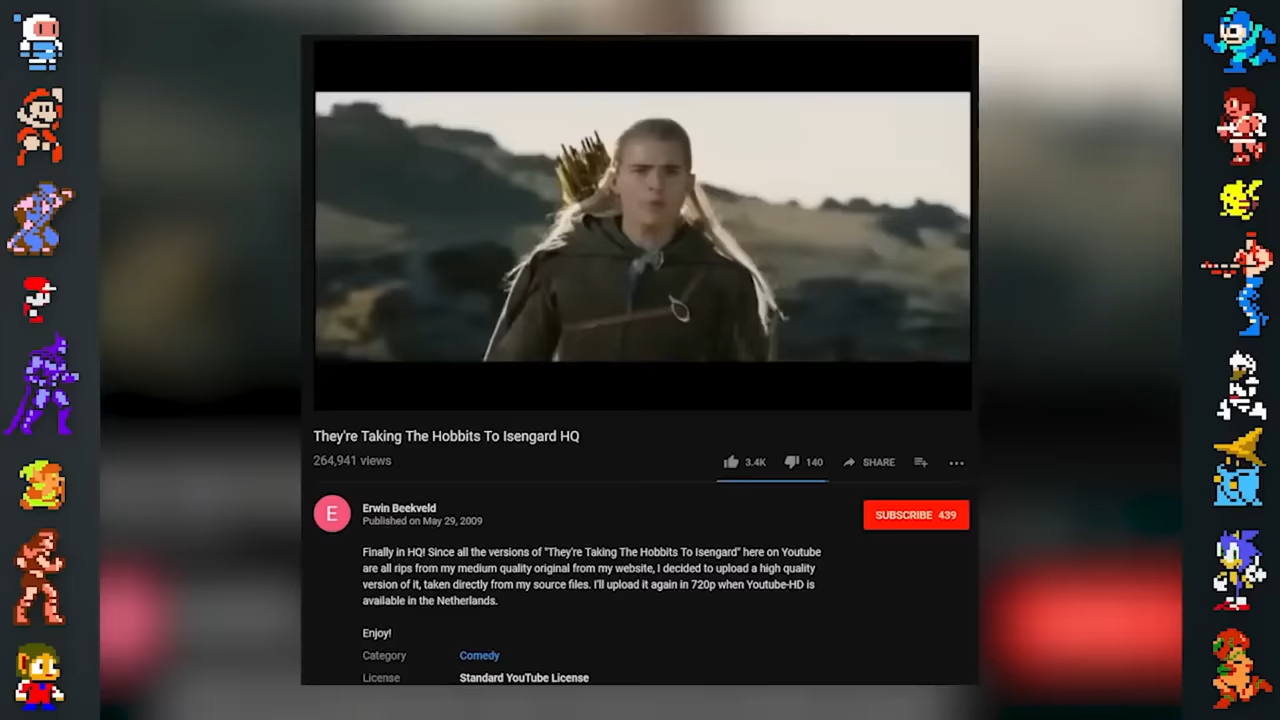 They're Taking The Hobbits To Isengard HQ
264,941 views
3.4K 140 SHARE
E
Erwin Beekveld
Published on May 29, 2009
SUBSCRIBE 439
Finally in HQ! Since all the versions of "They're Taking The Hobbits To Isengard" here on Youtube
are all rips from my medium quality original from my website, I decided to upload a high quality
version of it, taken directly from my source files. I'll upload it again in 720p when Youtube-HD is
available in the Netherlands.
Enjoy!
Category Comedy
License Standard YouTube License